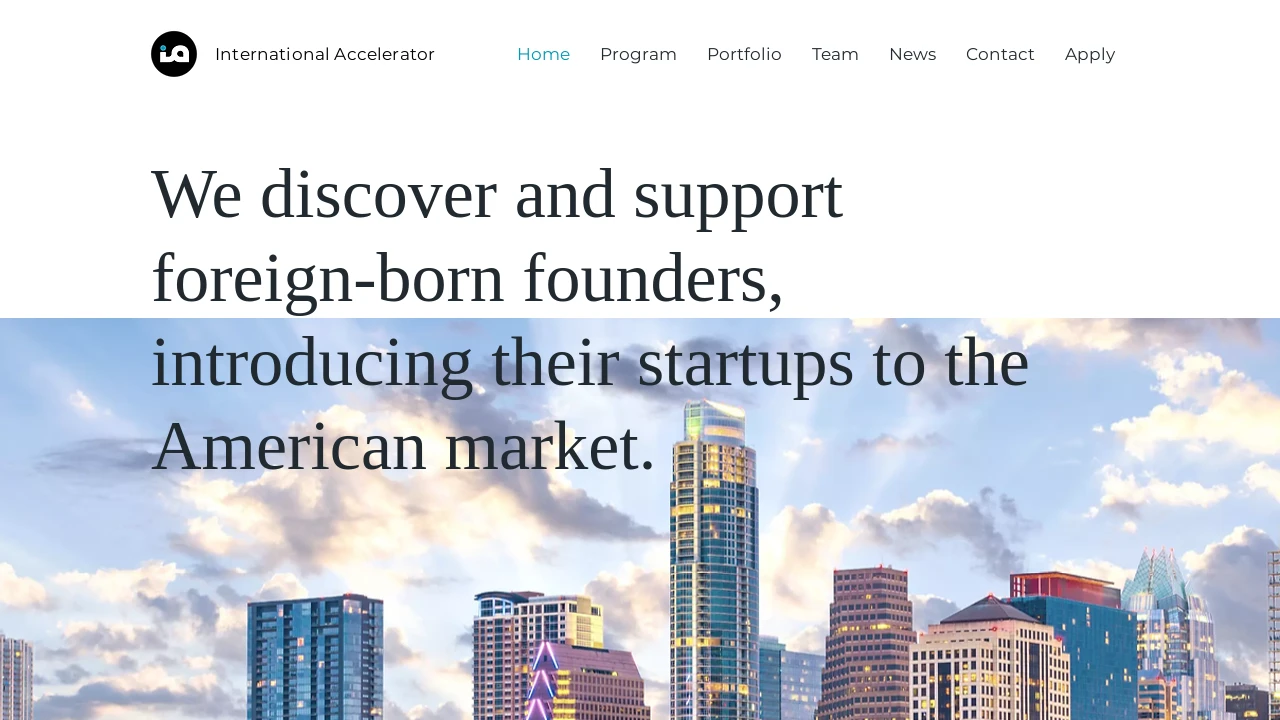 International Accelerator
Home Program Portfolio Team News Contact Apply
We discover and support
foreign-born founders,
introducing their startups to the
American market.